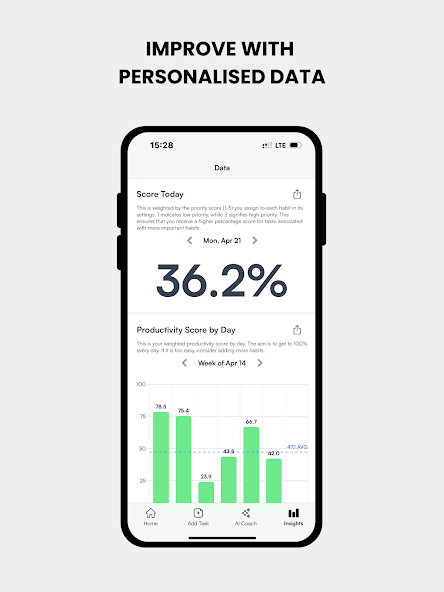 IMPROVE WITH
PERSONALISED DATA
15:28
LTE
Data
Score Today
This is weighted by the priority score (1-5) you assign to each habit in its
settings. 1 indicates low priority, while 5 signifies high priority. This
ensures that you receive a higher percentage score for tasks associated
with more important habits.
Mon, Apr 21
36.2%
Productivity Score by Day
This is your weighted productivity score by day. The aim is to get to 100%
every day. If it is too easy, consider adding more habits.
Week of Apr 14
100
78.5
75.4
75
66.7
47.1 AVG
50
43.5
42.0
23.9
25
Home
Add Task
AI Coach
Insights